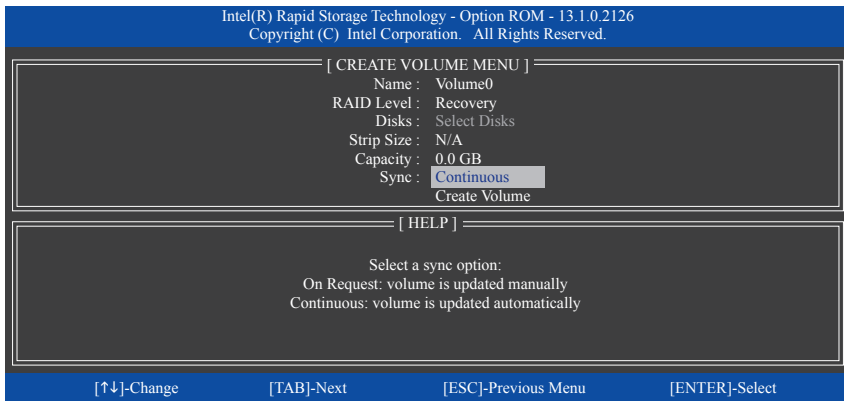 Intel(R) Rapid Storage Technology - Option ROM - 13.1.0.2126
Copyright (C) Intel Corporation. All Rights Reserved.
[ CREATE VOLUME MENU ]
Name : Volume0
RAID Level : Recovery
Disks : Select Disks
Strip Size : N/A
Capacity : 0.0 GB
Sync : Continuous
Create Volume
[ HELP ]
Select a sync option:
On Request: volume is updated manually
Continuous: volume is updated automatically
[↑↓]-Change [TAB]-Next [ESC]-Previous Menu [ENTER]-Select